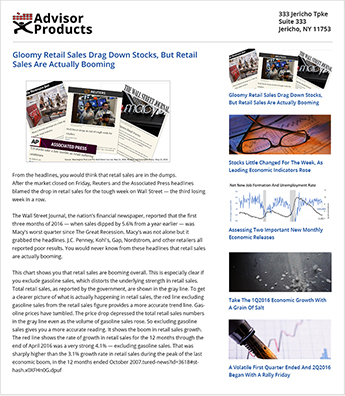 Advisor
Products
333 Jericho Tpke
Suite 333
Jericho, NY 11753
Gloomy Retail Sales Drag Down Stocks, But Retail
Sales Are Actually Booming
REUTERS
THE WALL STREET JOURNAL
macy's
AP ASSOCIATED PRESS
From the headlines, you would think that retail sales are in the dumps.
After the market closed on Friday, Reuters and the Associated Press headlines
blamed the drop in retail sales for the tough week on Wall Street — the third losing
week in a row.
The Wall Street Journal, the nation's financial newspaper, reported that the first
three months of 2016 — when sales dipped by 5.6% from a year earlier — was
Macy's worst quarter since The Great Recession. Macy's was not alone but it
grabbed the headlines. J.C. Penney, Kohl's, Gap, Nordstrom, and other retailers all
reported poor results. You would never know from these headlines that retail sales
are actually booming.
This chart shows you that retail sales are booming overall. This is especially clear if
you exclude gasoline sales, which distorts the underlying strength in retail sales.
Total retail sales, as reported by the government, are shown in the gray line. To get
a clearer picture of what is actually happening in retail sales, the red line excluding
gasoline sales from the retail sales figure provides a more accurate trend line. Gas-
oline prices have tumbled. The price drop depressed the total retail sales numbers
in the gray line even as the volume of gasoline sales rose. So excluding gasoline
sales gives you a more accurate reading. It shows the boom in retail sales growth.
The red line shows the rate of growth in retail sales for the 12 months through the
end of April 2016 was a very strong 4.1% — excluding gasoline sales. That was
sharply higher than the 3.1% growth rate in retail sales during the peak of the last
economic boom, in the 12 months ended October 2007.tured-news?id=3618#st-
hash.xIXFHn0G.dpuf
macy's
Gloomy Retail Sales Drag Down Stocks,
But Retail Sales Are Actually Booming
Stocks Little Changed For The Week, As
Leading Economic Indicators Rose
Net New Job Formation And Unemployment Rate
Assessing Two Important New Monthly
Economic Releases
Take The 1Q2016 Economic Growth With
A Grain Of Salt
A Volatile First Quarter Ended And 2Q2016
Began With A Rally Friday